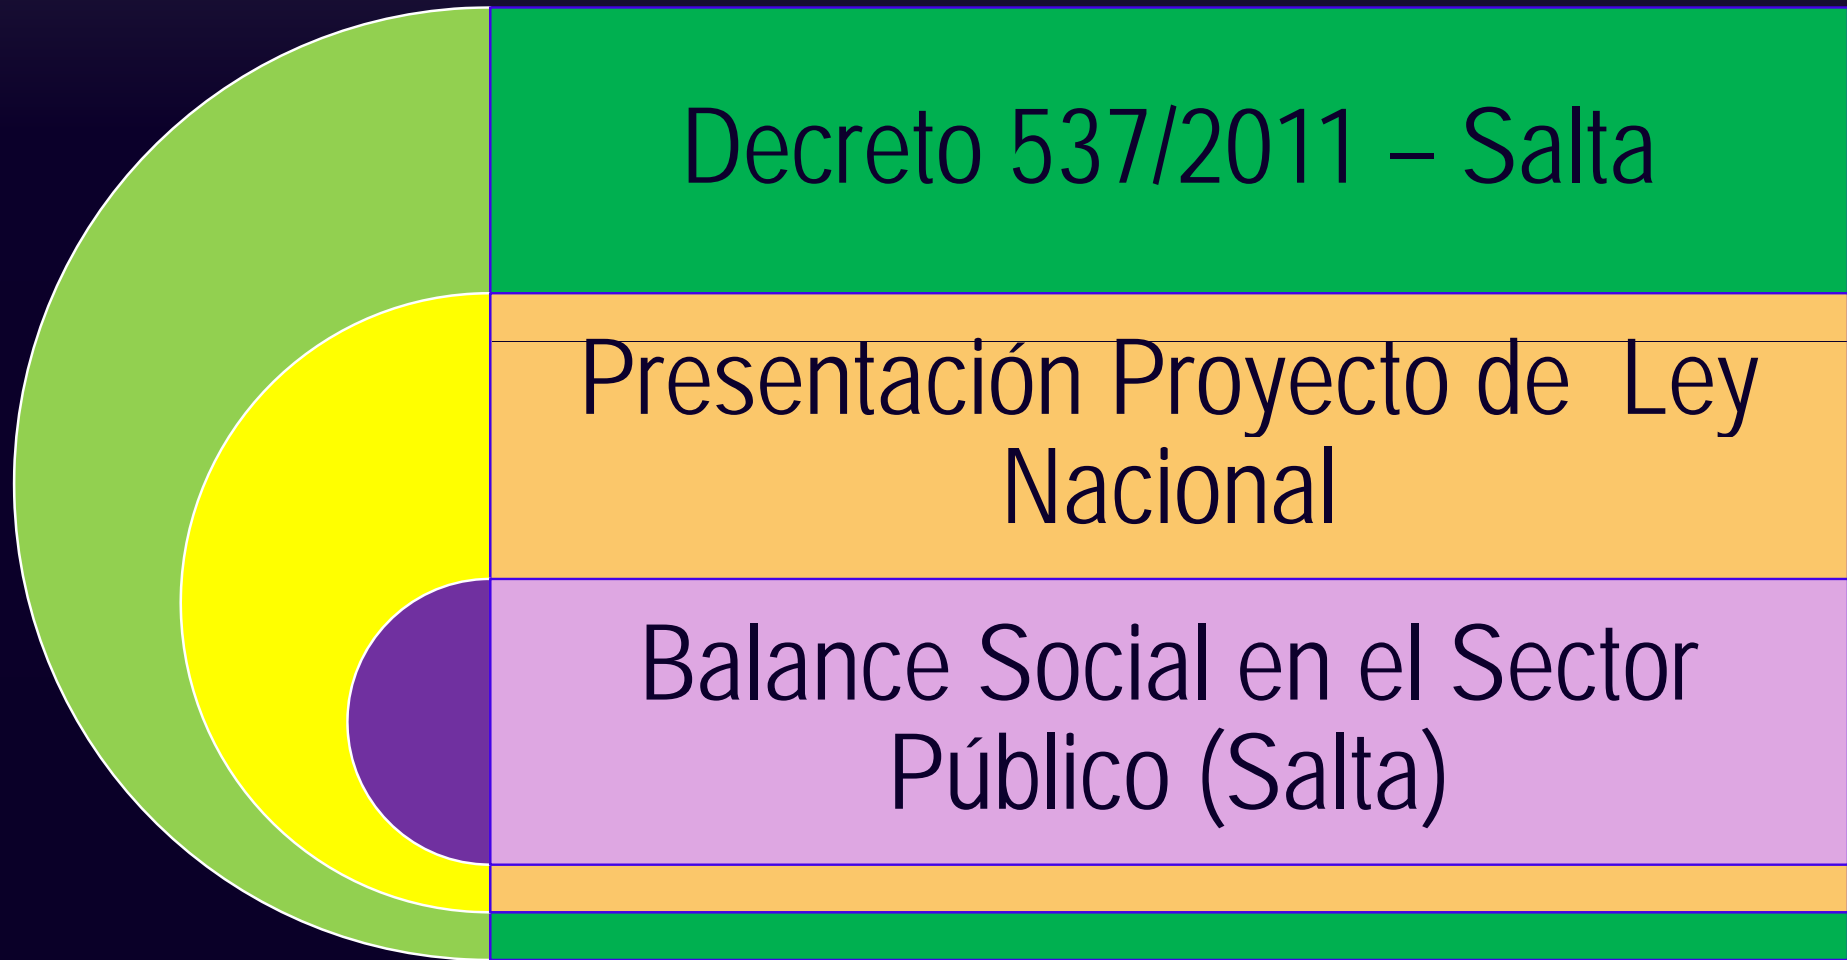 Decreto 537/2011 – Salta
Presentación Proyecto de Ley
Nacional
Balance Social en el Sector
Público (Salta)